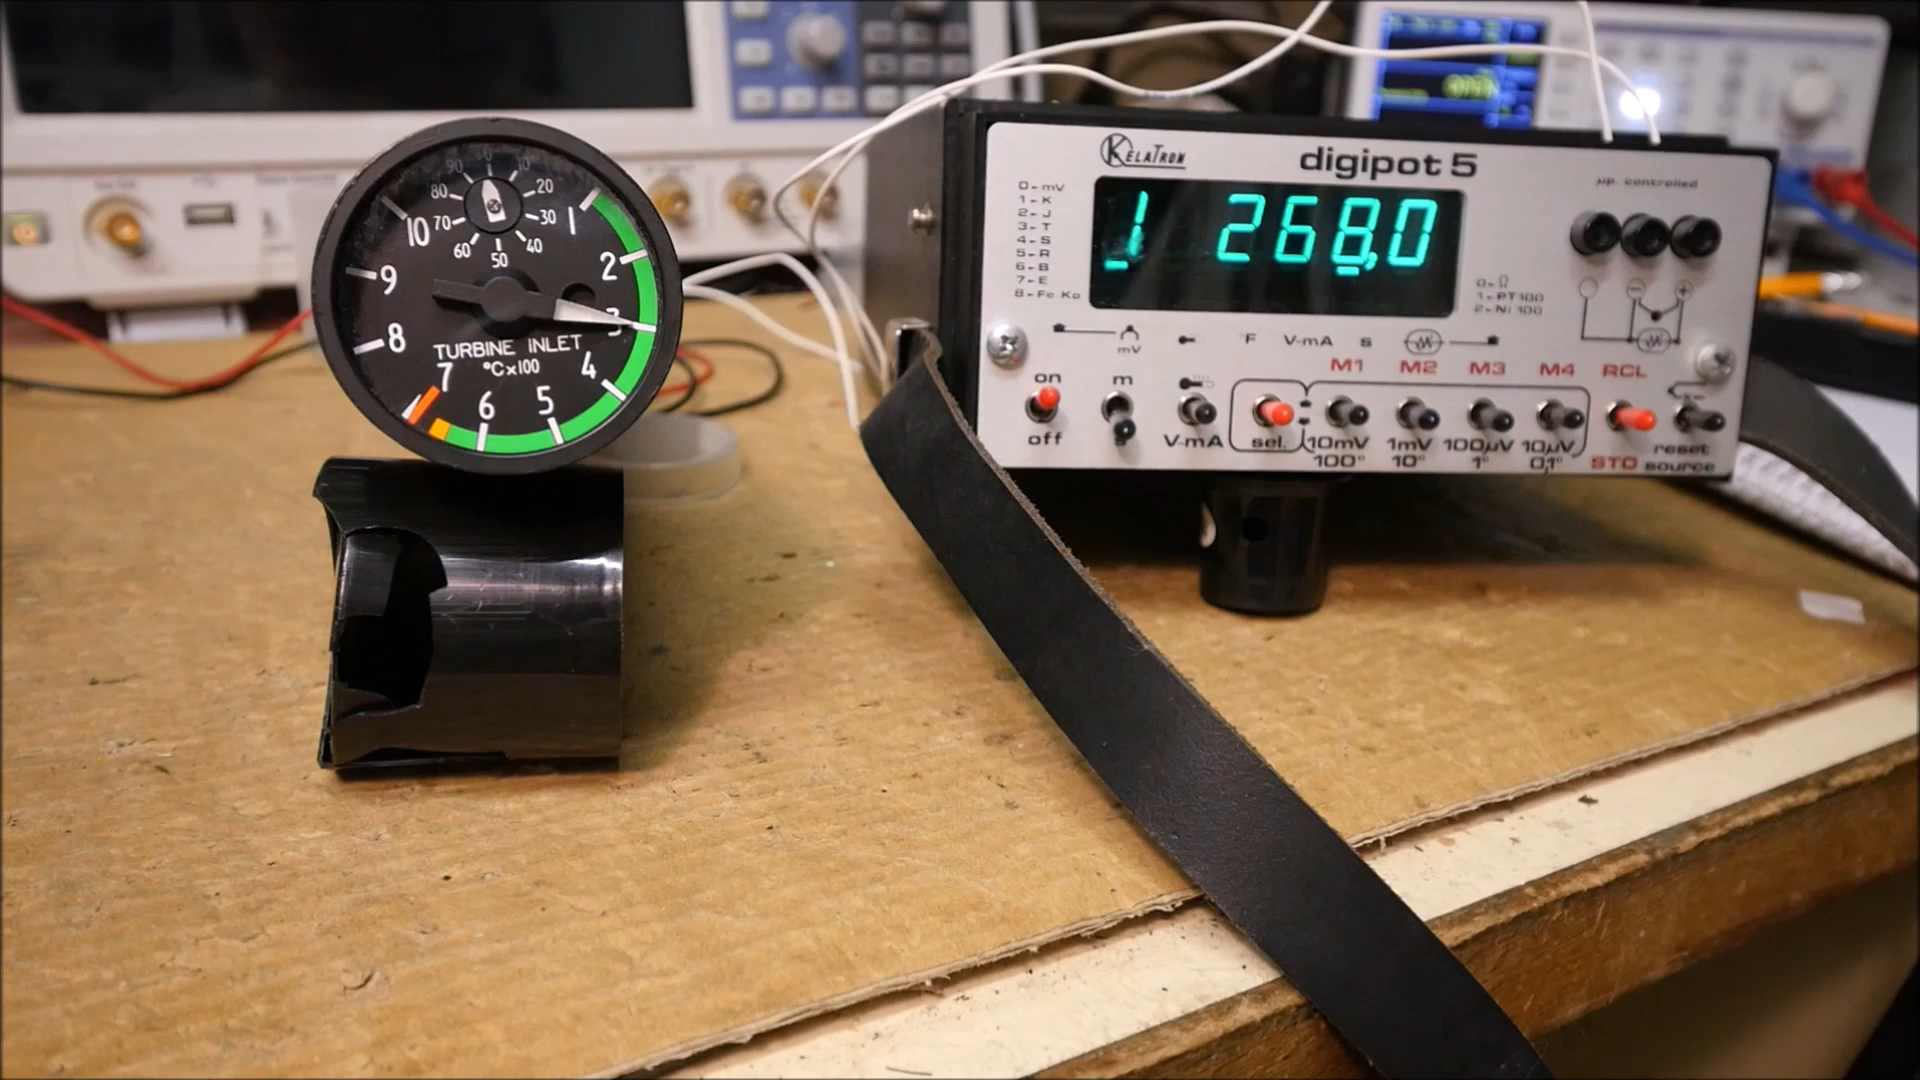 0 10 20 30 40 50 60 70 80 90
1 2 3 4 5 6 7 8 9 10
TURBINE INLET
°C×100
KELATRON
digipot 5
µp-controlled
0-mV
1-K
2-J
3-T
4-S
5-R
6-B
7-E
8-Fe Ko
J 268,0
0-Ω
1-PT100
2-Ni 100
mV
°F V-mA s
M1 M2 M3 M4 RCL
on m
off s V-mA sel. 10mV 1mV 100µV 10µV STO reset
100° 10° 1° 0,1° source